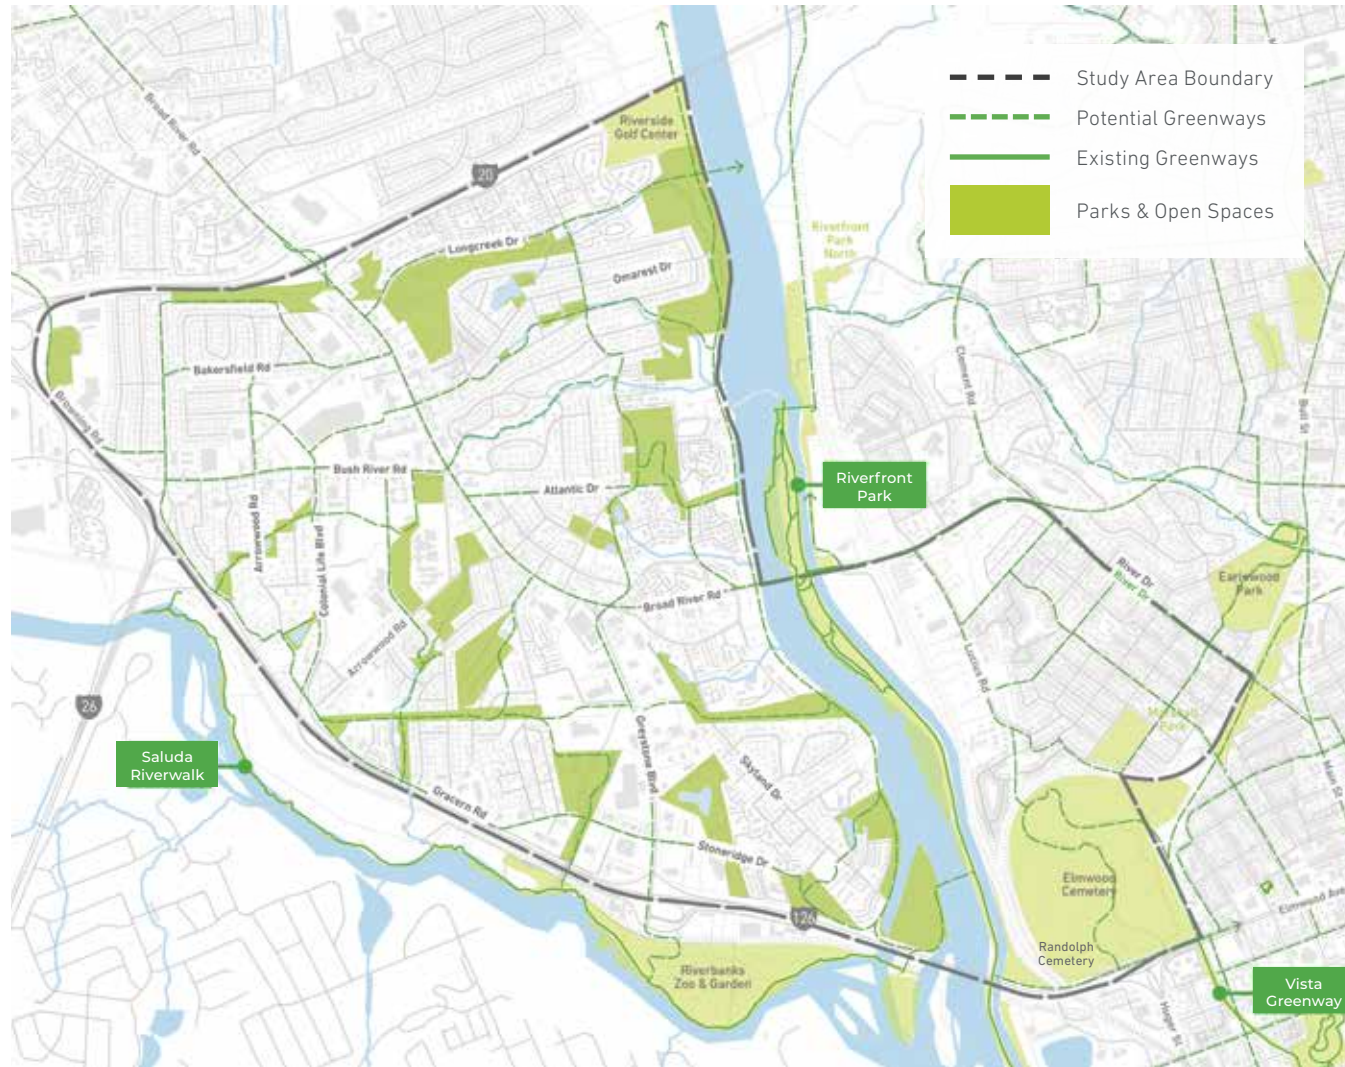 Study Area Boundary
Potential Greenways
Existing Greenways
Parks & Open Spaces
Broad River Rd
Riverside
Golf Center
20
Longcreek Dr
Omarest Dr
Riverfront
Park
North
Bakersfield Rd
Browning Rd
Clement Rd
Bull St
Bush River Rd
Atlantic Dr
Riverfront
Park
Arrowwood Rd
Colonial Life Blvd
Broad River Rd
River Dr
River Dr
Earlewood
Park
Arrowwood Rd
Lucius Rd
26
Saluda
Riverwalk
Greystone Blvd
Skyland Dr
Main St
Gracern Rd
Stoneridge Dr
Elmwood
Cemetery
Elmwood Ave
126
Randolph
Cemetery
Riverbanks
Zoo & Garden
Vista
Greenway
Huger St